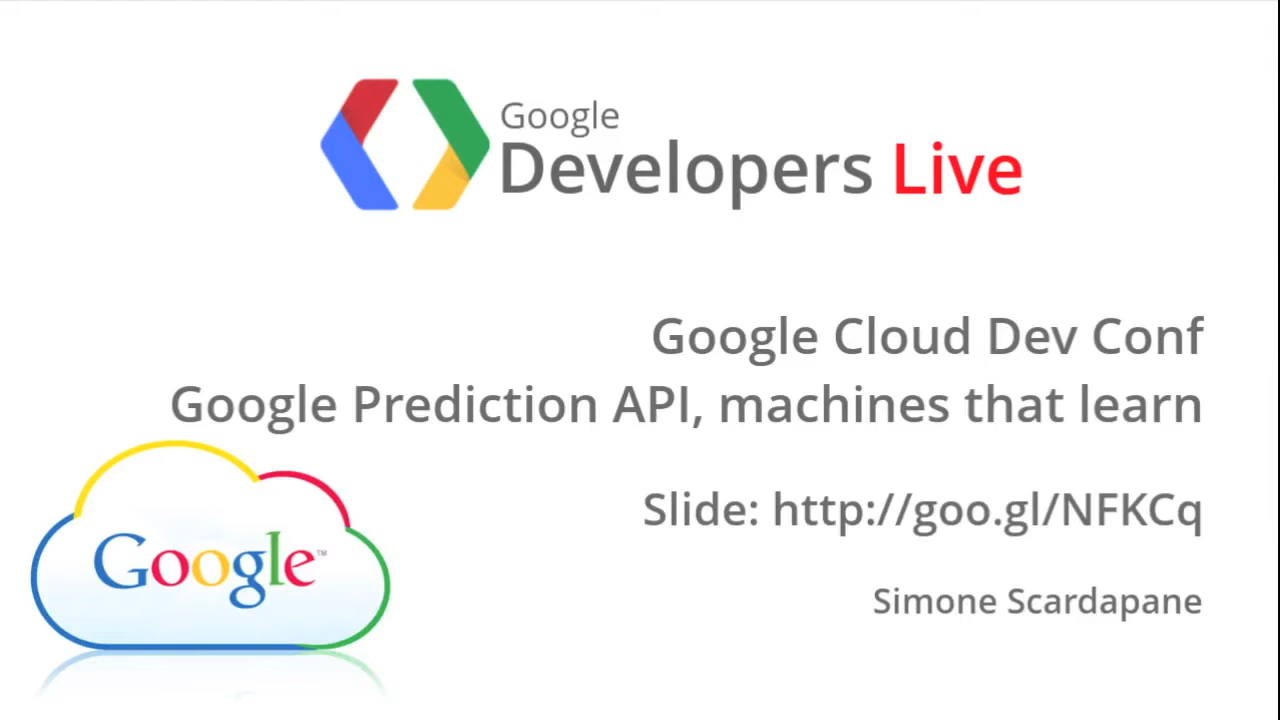 Google
Developers Live
Google Cloud Dev Conf
Google Prediction API, machines that learn
Slide: http://goo.gl/NFKCq
Google™
Simone Scardapane